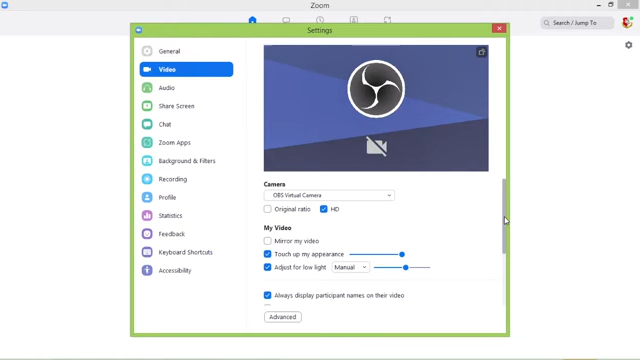 Zoom
Search / Jump To
Settings
General
Video
Audio
Share Screen
Chat
Zoom Apps
Background & Filters
Recording
Profile
Statistics
Feedback
Keyboard Shortcuts
Accessibility
Camera
OBS Virtual Camera
Original ratio
HD
My Video
Mirror my video
Touch up my appearance
Adjust for low light
Manual
Always display participant names on their video
Advanced